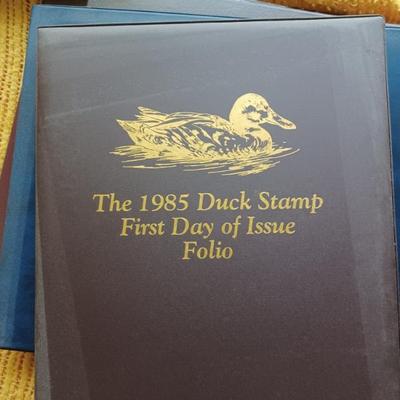 The 1985 Duck Stamp
First Day of Issue
Folio